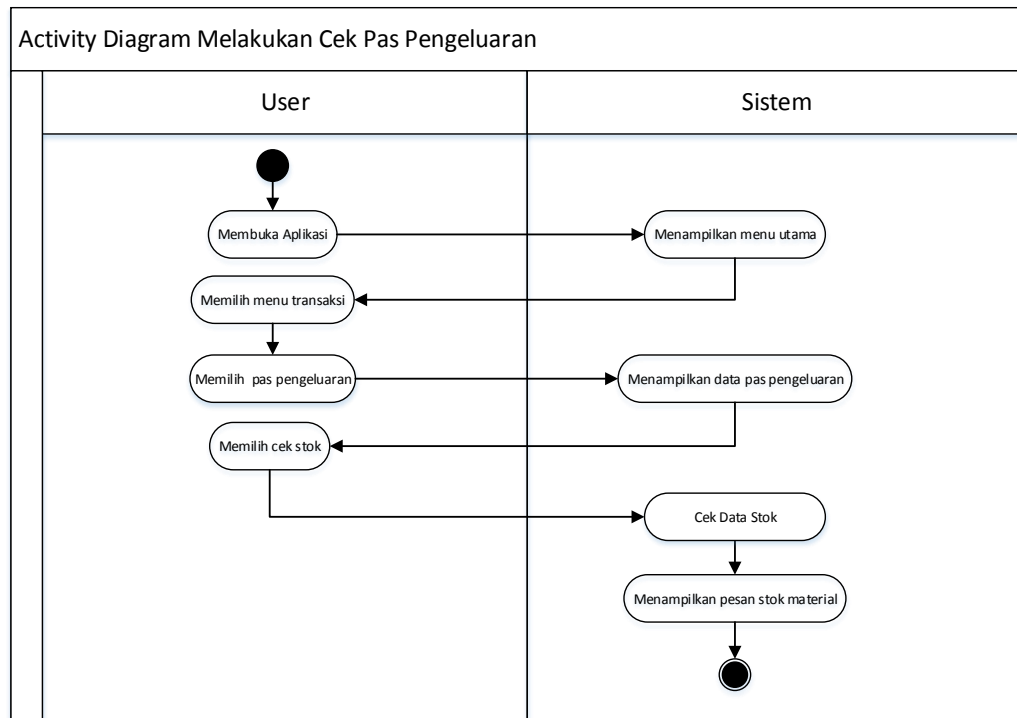 Activity Diagram Melakukan Cek Pas Pengeluaran
User
Sistem
Membuka Aplikasi
Menampilkan menu utama
Memilih menu transaksi
Memilih  pas pengeluaran
Menampilkan data pas pengeluaran
Memilih cek stok
Cek Data Stok
Menampilkan pesan stok material